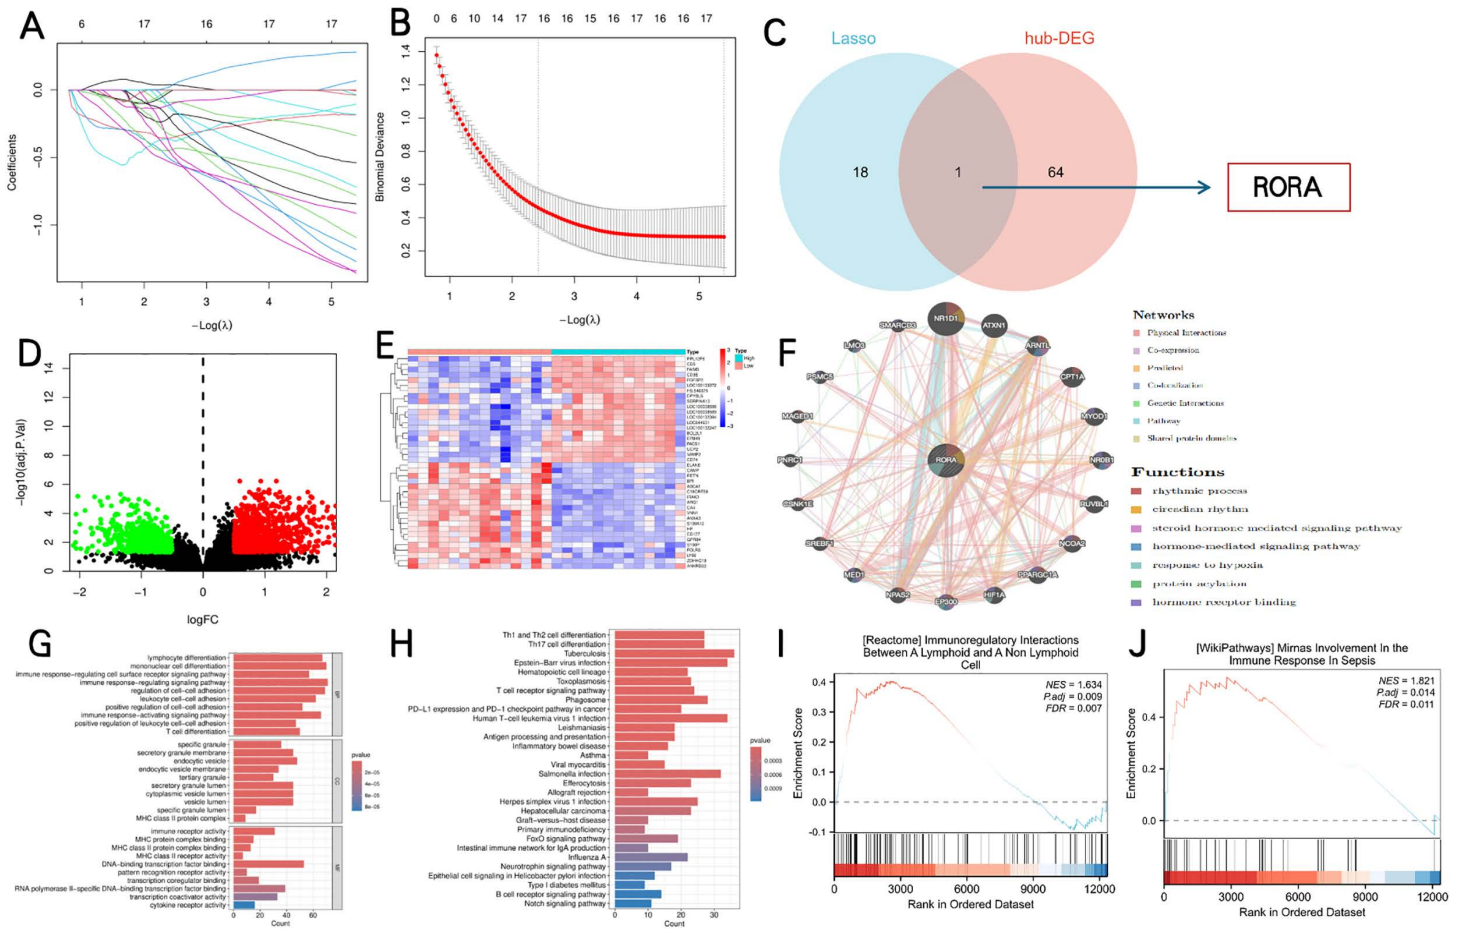 A
6 17 16 17 17
0.0
−0.5
−1.0
Coefficients
1 2 3 4 5
−Log(λ)
B
0 6 10 14 17 16 16 15 16 17 16 16 17
1.4
1.2
1.0
0.8
0.6
0.4
0.2
Binomial Deviance
1 2 3 4 5
−Log(λ)
C
Lasso
hub-DEG
18
1
64
RORA
D
14
12
10
8
6
4
2
0
−log10(adj.P.Val)
−2 −1 0 1 2
logFC
E
Type
3
2
1
0
−1
−2
−3
Type
High
Low
F
NR1D1
ATXN1
ARNTL
CPT1A
MYOD1
NR0B1
RUVBL1
NCOA2
PPARGC1A
HIF1A
EP300
NPAS2
MED1
SREBF1
CSNK1E
PNRC1
MAGED1
PSMC5
LMO3
SMARCD3
RORA
Networks
Physical Interactions
Co-expression
Predicted
Co-localization
Genetic Interactions
Pathway
Shared protein domains
Functions
rhythmic process
circadian rhythm
steroid hormone mediated signaling pathway
hormone-mediated signaling pathway
response to hypoxia
protein acylation
hormone receptor binding
G
lymphocyte differentiation
mononuclear cell differentiation
immune response−regulating cell surface receptor signaling pathway
immune response−regulating signaling pathway
regulation of cell−cell adhesion
leukocyte cell−cell adhesion
positive regulation of cell−cell adhesion
immune response−activating signaling pathway
positive regulation of leukocyte cell−cell adhesion
T cell differentiation
BP
specific granule
secretory granule membrane
endocytic vesicle
endocytic vesicle membrane
tertiary granule
secretory granule lumen
cytoplasmic vesicle lumen
vesicle lumen
specific granule lumen
MHC class II protein complex
CC
immune receptor activity
MHC protein complex binding
MHC class II protein complex binding
MHC class II receptor activity
DNA−binding transcription factor binding
pattern recognition receptor activity
transcription coregulator binding
RNA polymerase II−specific DNA−binding transcription factor binding
transcription coactivator activity
cytokine receptor activity
MF
0 20 40 60
Count
pvalue
2e−05
4e−05
6e−05
8e−05
H
Th1 and Th2 cell differentiation
Th17 cell differentiation
Tuberculosis
Epstein−Barr virus infection
Hematopoietic cell lineage
Toxoplasmosis
T cell receptor signaling pathway
Phagosome
PD−L1 expression and PD−1 checkpoint pathway in cancer
Human T−cell leukemia virus 1 infection
Leishmaniasis
Antigen processing and presentation
Inflammatory bowel disease
Asthma
Viral myocarditis
Salmonella infection
Efferocytosis
Allograft rejection
Herpes simplex virus 1 infection
Hepatocellular carcinoma
Graft−versus−host disease
Primary immunodeficiency
FoxO signaling pathway
Intestinal immune network for IgA production
Influenza A
Neurotrophin signaling pathway
Epithelial cell signaling in Helicobacter pylori infection
Type I diabetes mellitus
B cell receptor signaling pathway
Notch signaling pathway
0 10 20 30
Count
pvalue
0.0003
0.0006
0.0009
I
[Reactome] Immunoregulatory Interactions
Between A Lymphoid and A Non Lymphoid
Cell
NES = 1.634
P.adj = 0.009
FDR = 0.007
0.4
0.3
0.2
0.1
0.0
-0.1
Enrichment Score
0 3000 6000 9000 12000
Rank in Ordered Dataset
J
[WikiPathways] Mirnas Involvement In the
Immune Response In Sepsis
NES = 1.821
P.adj = 0.014
FDR = 0.011
0.4
0.2
0.0
Enrichment Score
0 3000 6000 9000 12000
Rank in Ordered Dataset